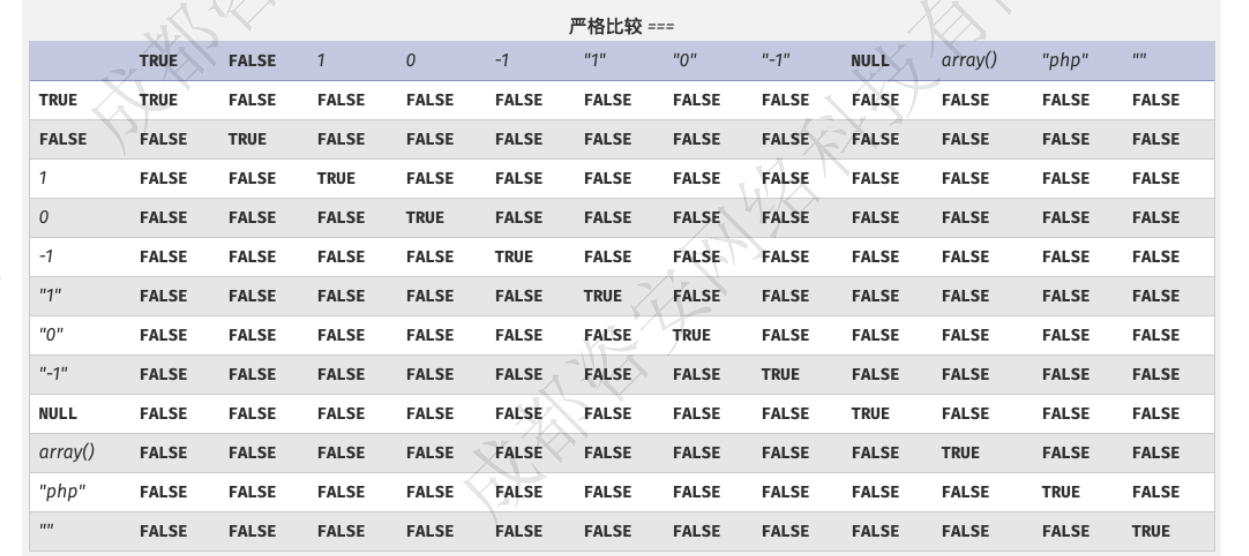 严格比较 ===
TRUE FALSE 1 0 -1 "1" "0" "-1" NULL array() "php" ""
TRUE TRUE FALSE FALSE FALSE FALSE FALSE FALSE FALSE FALSE FALSE FALSE FALSE
FALSE FALSE TRUE FALSE FALSE FALSE FALSE FALSE FALSE FALSE FALSE FALSE FALSE
1 FALSE FALSE TRUE FALSE FALSE FALSE FALSE FALSE FALSE FALSE FALSE FALSE
0 FALSE FALSE FALSE TRUE FALSE FALSE FALSE FALSE FALSE FALSE FALSE FALSE
-1 FALSE FALSE FALSE FALSE TRUE FALSE FALSE FALSE FALSE FALSE FALSE FALSE
"1" FALSE FALSE FALSE FALSE FALSE TRUE FALSE FALSE FALSE FALSE FALSE FALSE
"0" FALSE FALSE FALSE FALSE FALSE FALSE TRUE FALSE FALSE FALSE FALSE FALSE
"-1" FALSE FALSE FALSE FALSE FALSE FALSE FALSE TRUE FALSE FALSE FALSE FALSE
NULL FALSE FALSE FALSE FALSE FALSE FALSE FALSE FALSE TRUE FALSE FALSE FALSE
array() FALSE FALSE FALSE FALSE FALSE FALSE FALSE FALSE FALSE TRUE FALSE FALSE
"php" FALSE FALSE FALSE FALSE FALSE FALSE FALSE FALSE FALSE FALSE TRUE FALSE
"" FALSE FALSE FALSE FALSE FALSE FALSE FALSE FALSE FALSE FALSE FALSE TRUE
成都客安网络科技有
成都客